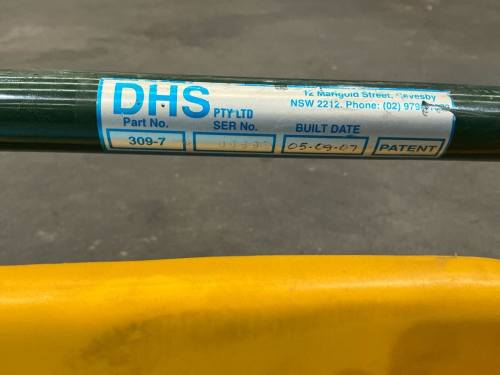 DHS PTY LTD
12 Marigold Street, Revesby
NSW 2212. Phone: (02)
Part No. SER No. BUILT DATE
309-7 05.09.07 PATENT